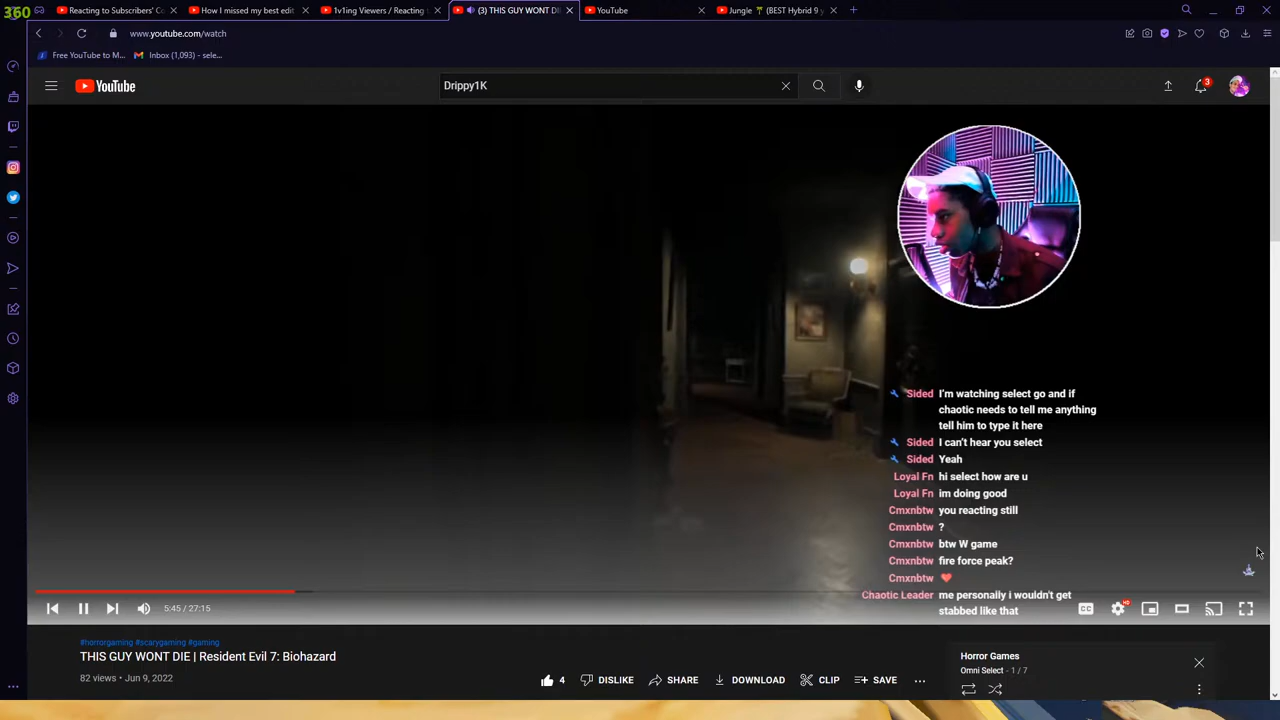 360
Reacting to Subscribers' Co
How I missed my best edit
1v1ing Viewers / Reacting t
(3) THIS GUY WONT DI
YouTube
Jungle 🌴 (BEST Hybrid 9 y
www.youtube.com/watch
Free YouTube to M...
Inbox (1,093) - sele...
YouTube
Drippy1K
3
Sided I'm watching select go and if
chaotic needs to tell me anything
tell him to type it here
Sided I can't hear you select
Sided Yeah
Loyal Fn hi select how are u
Loyal Fn im doing good
Cmxnbtw you reacting still
Cmxnbtw ?
Cmxnbtw btw W game
Cmxnbtw fire force peak?
Cmxnbtw ❤️
Chaotic Leader me personally i wouldn't get
stabbed like that
5:45 / 27:15
CC
HD
#horrorgaming #scarygaming #gaming
THIS GUY WONT DIE | Resident Evil 7: Biohazard
82 views • Jun 9, 2022
4
DISLIKE
SHARE
DOWNLOAD
CLIP
SAVE
Horror Games
Omni Select - 1 / 7